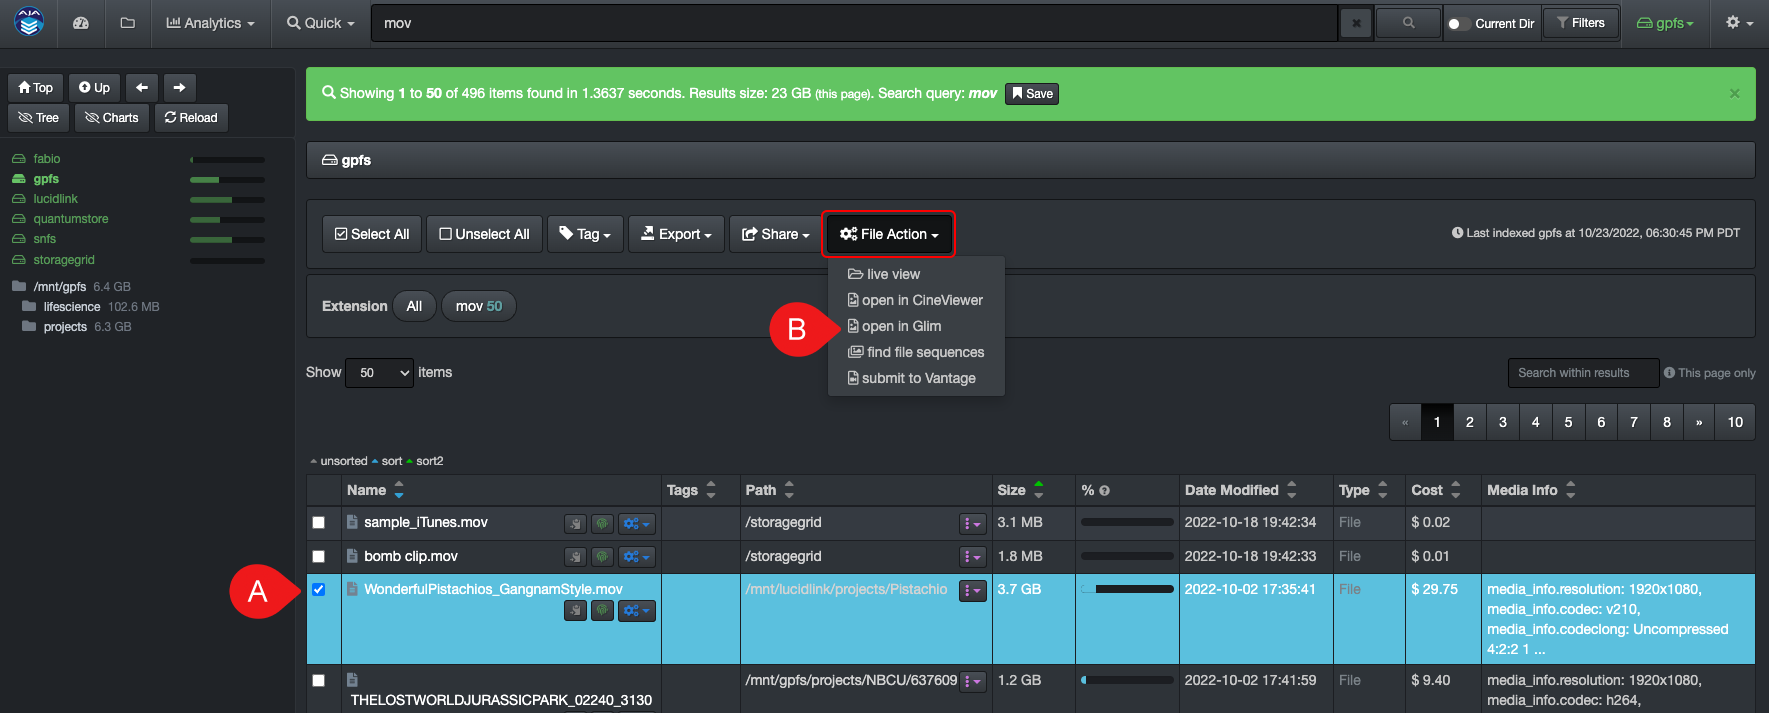 AJA
Analytics
Quick
mov
Current Dir
Filters
gpfs
Top
Up
Tree
Charts
Reload
Showing 1 to 50 of 496 items found in 1.3637 seconds. Results size: 23 GB (this page). Search query: mov
Save
×
fabio
gpfs
lucidlink
quantumstore
snfs
storagegrid
/mnt/gpfs 6.4 GB
lifescience 102.6 MB
projects 6.3 GB
gpfs
Select All
Unselect All
Tag
Export
Share
File Action
Last indexed gpfs at 10/23/2022, 06:30:45 PM PDT
live view
open in CineViewer
open in Glim
find file sequences
submit to Vantage
B
Extension
All
mov 50
Show
50
items
Search within results
This page only
« 1 2 3 4 5 6 7 8 » 10
unsorted sort sort2
Name Tags Path Size % Date Modified Type Cost Media Info
sample_iTunes.mov /storagegrid 3.1 MB 2022-10-18 19:42:34 File $ 0.02
bomb clip.mov /storagegrid 1.8 MB 2022-10-18 19:42:33 File $ 0.01
A
WonderfulPistachios_GangnamStyle.mov /mnt/lucidlink/projects/Pistachio 3.7 GB 2022-10-02 17:35:41 File $ 29.75 media_info.resolution: 1920x1080,
media_info.codec: v210,
media_info.codeclong: Uncompressed
4:2:2 1 ...
/mnt/gpfs/projects/NBCU/637609 1.2 GB 2022-10-02 17:41:59 File $ 9.40 media_info.resolution: 1920x1080,
THELOSTWORLDJURASSICPARK_02240_3130 media_info.codec: h264,